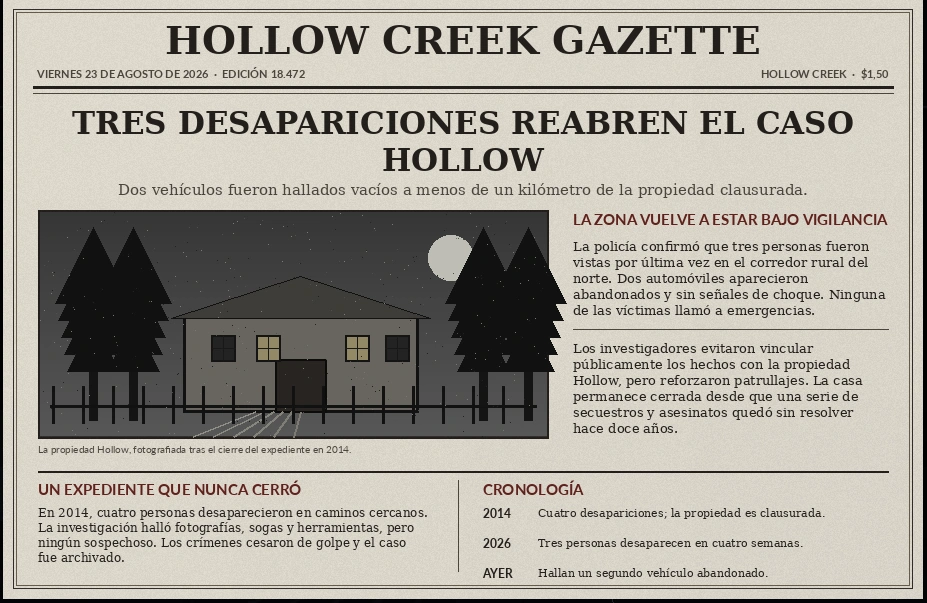 HOLLOW CREEK GAZETTE
VIERNES 23 DE AGOSTO DE 2026 · EDICIÓN 18.472
HOLLOW CREEK · $1,50
TRES DESAPARICIONES REABREN EL CASO
HOLLOW
Dos vehículos fueron hallados vacíos a menos de un kilómetro de la propiedad clausurada.
LA ZONA VUELVE A ESTAR BAJO VIGILANCIA
La policía confirmó que tres personas fueron
vistas por última vez en el corredor rural del
norte. Dos automóviles aparecieron
abandonados y sin señales de choque. Ninguna
de las víctimas llamó a emergencias.
Los investigadores evitaron vincular
públicamente los hechos con la propiedad
Hollow, pero reforzaron patrullajes. La casa
permanece cerrada desde que una serie de
secuestros y asesinatos quedó sin resolver
hace doce años.
La propiedad Hollow, fotografiada tras el cierre del expediente en 2014.
UN EXPEDIENTE QUE NUNCA CERRÓ
En 2014, cuatro personas desaparecieron en caminos cercanos.
La investigación halló fotografías, sogas y herramientas, pero
ningún sospechoso. Los crímenes cesaron de golpe y el caso
fue archivado.
CRONOLOGÍA
2014 Cuatro desapariciones; la propiedad es clausurada.
2026 Tres personas desaparecen en cuatro semanas.
AYER Hallan un segundo vehículo abandonado.